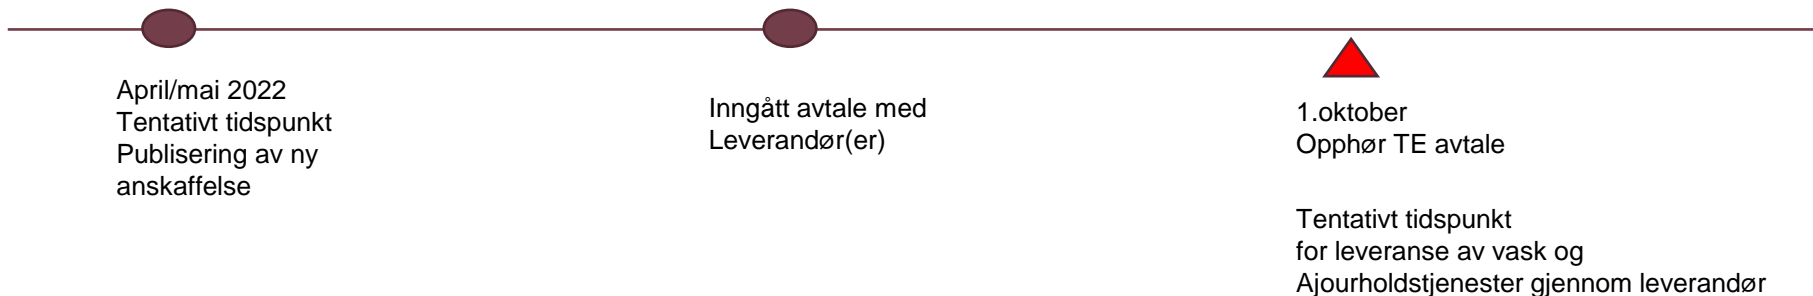 April/mai 2022
Tentativt tidspunkt
Publisering av ny
anskaffelse
Inngått avtale med
Leverandør(er)
1.oktober
Opphør TE avtale
Tentativt tidspunkt
for leveranse av vask og
Ajourholdstjenester gjennom leverandør